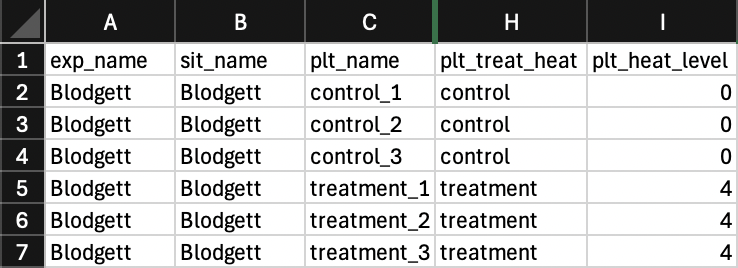 A B C H I
1 exp_name sit_name plt_name plt_treat_heat plt_heat_level
2 Blodgett Blodgett control_1 control 0
3 Blodgett Blodgett control_2 control 0
4 Blodgett Blodgett control_3 control 0
5 Blodgett Blodgett treatment_1 treatment 4
6 Blodgett Blodgett treatment_2 treatment 4
7 Blodgett Blodgett treatment_3 treatment 4